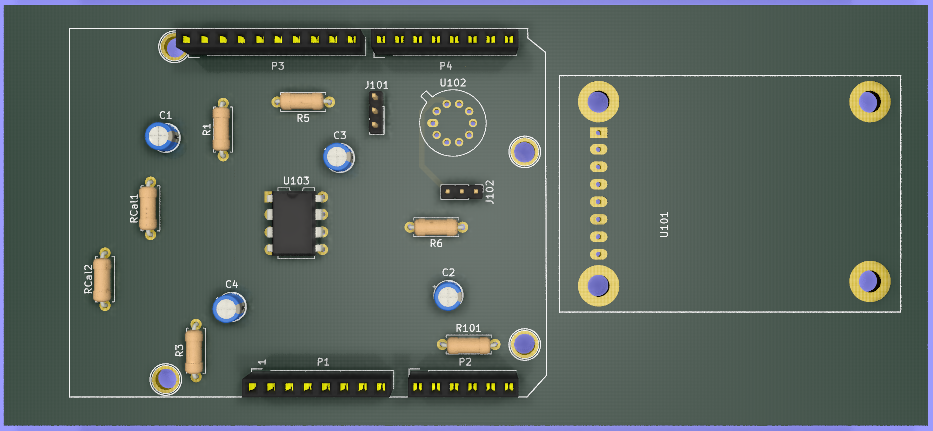 P3
P4
J101
U102
C1
R1
R5
C3
U103
RCal1
J102
U101
R6
RCal2
C4
C2
R3
R101
1
P1
P2